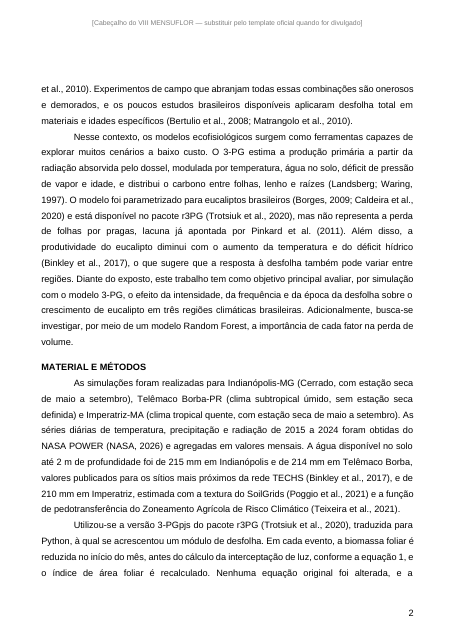 [Cabeçalho do VIII MENSUFLOR — substituir pelo template oficial quando for divulgado]
et al., 2010). Experimentos de campo que abranjam todas essas combinações são onerosos
e demorados, e os poucos estudos brasileiros disponíveis aplicaram desfolha total em
materiais e idades específicos (Bertulio et al., 2008; Matrangolo et al., 2010).
Nesse contexto, os modelos ecofisiológicos surgem como ferramentas capazes de
explorar muitos cenários a baixo custo. O 3-PG estima a produção primária a partir da
radiação absorvida pelo dossel, modulada por temperatura, água no solo, déficit de pressão
de vapor e idade, e distribui o carbono entre folhas, lenho e raízes (Landsberg; Waring,
1997). O modelo foi parametrizado para eucaliptos brasileiros (Borges, 2009; Caldeira et al.,
2020) e está disponível no pacote r3PG (Trotsiuk et al., 2020), mas não representa a perda
de folhas por pragas, lacuna já apontada por Pinkard et al. (2011). Além disso, a
produtividade do eucalipto diminui com o aumento da temperatura e do déficit hídrico
(Binkley et al., 2017), o que sugere que a resposta à desfolha também pode variar entre
regiões. Diante do exposto, este trabalho tem como objetivo principal avaliar, por simulação
com o modelo 3-PG, o efeito da intensidade, da frequência e da época da desfolha sobre o
crescimento de eucalipto em três regiões climáticas brasileiras. Adicionalmente, busca-se
investigar, por meio de um modelo Random Forest, a importância de cada fator na perda de
volume.
MATERIAL E MÉTODOS
As simulações foram realizadas para Indianópolis-MG (Cerrado, com estação seca
de maio a setembro), Telêmaco Borba-PR (clima subtropical úmido, sem estação seca
definida) e Imperatriz-MA (clima tropical quente, com estação seca de maio a setembro). As
séries diárias de temperatura, precipitação e radiação de 2015 a 2024 foram obtidas do
NASA POWER (NASA, 2026) e agregadas em valores mensais. A água disponível no solo
até 2 m de profundidade foi de 215 mm em Indianópolis e de 214 mm em Telêmaco Borba,
valores publicados para os sítios mais próximos da rede TECHS (Binkley et al., 2017), e de
210 mm em Imperatriz, estimada com a textura do SoilGrids (Poggio et al., 2021) e a função
de pedotransferência do Zoneamento Agrícola de Risco Climático (Teixeira et al., 2021).
Utilizou-se a versão 3-PGpjs do pacote r3PG (Trotsiuk et al., 2020), traduzida para
Python, à qual se acrescentou um módulo de desfolha. Em cada evento, a biomassa foliar é
reduzida no início do mês, antes do cálculo da interceptação de luz, conforme a equação 1, e
o índice de área foliar é recalculado. Nenhuma equação original foi alterada, e a
2